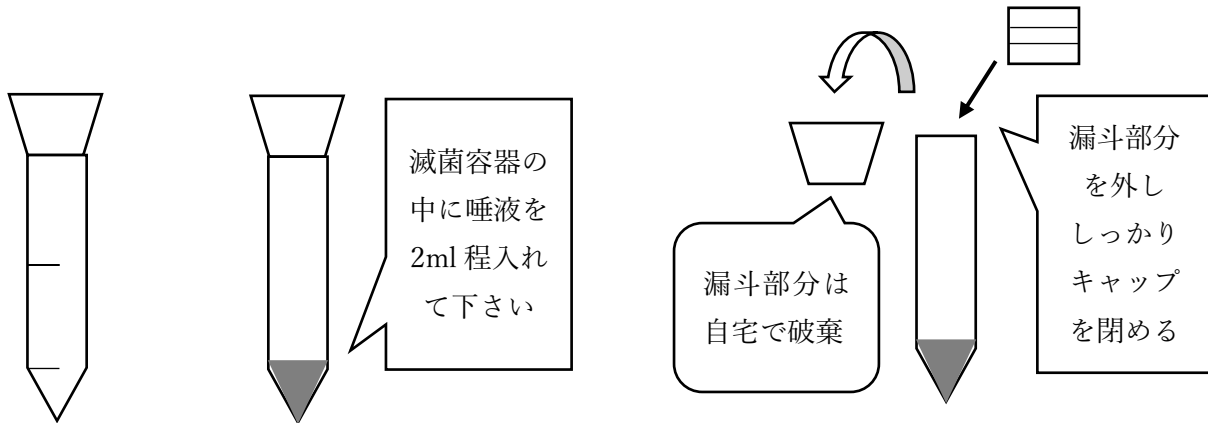 滅菌容器の
中に唾液を
2ml 程入れ
て下さい
漏斗部分は
自宅で破棄
漏斗部分
を外し
しっかり
キャップ
を閉める